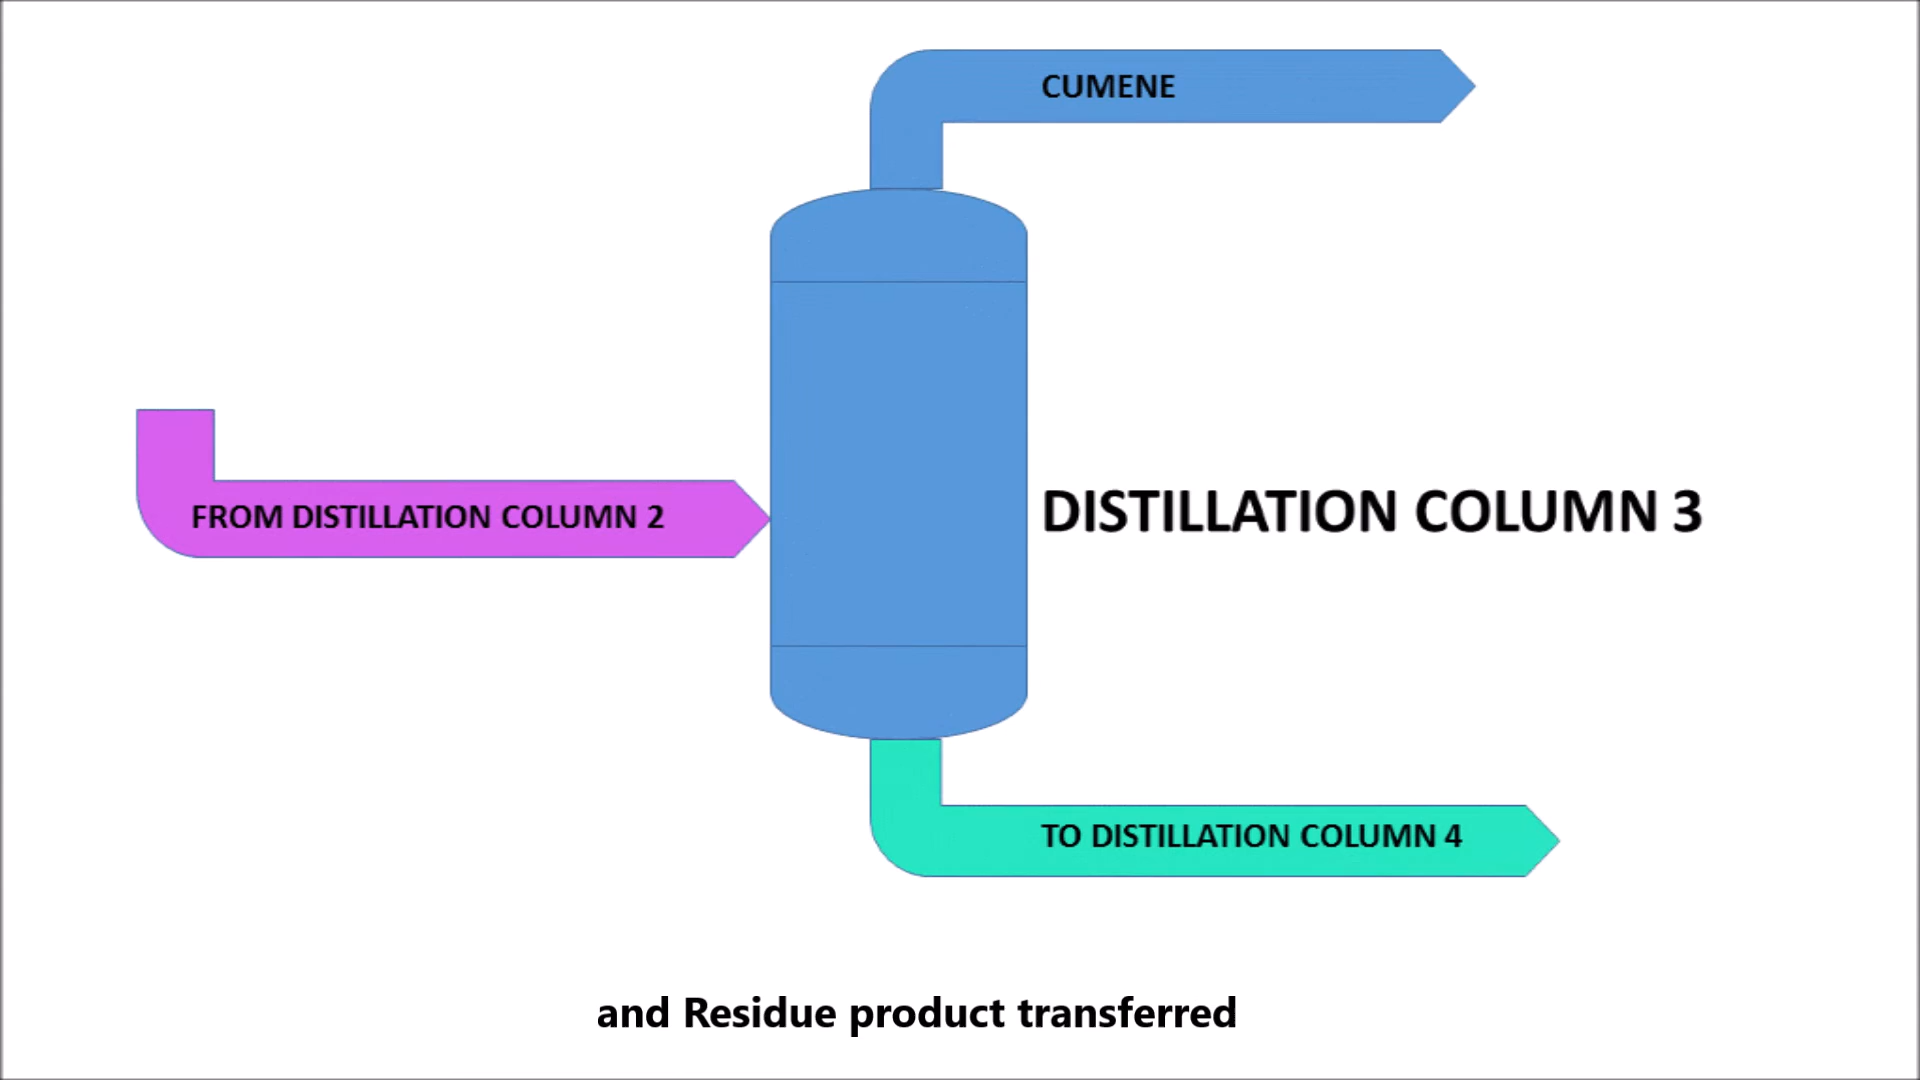 CUMENE
FROM DISTILLATION COLUMN 2
DISTILLATION COLUMN 3
TO DISTILLATION COLUMN 4
and Residue product transferred